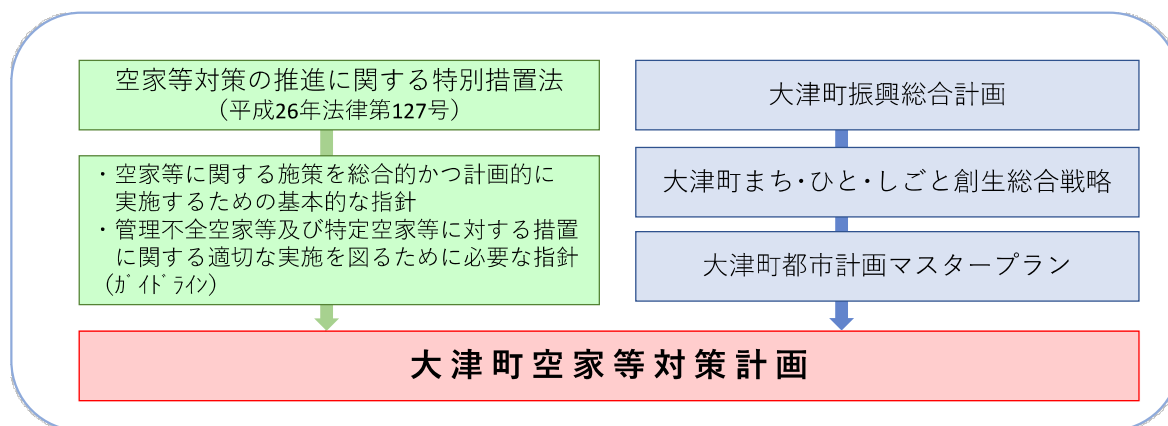 空家等対策の推進に関する特別措置法
（平成26年法律第127号）
・空家等に関する施策を総合的かつ計画的に
実施するための基本的な指針
・管理不全空家等及び特定空家等に対する措置
に関する適切な実施を図るために必要な指針
(ｶﾞｲﾄﾞﾗｲﾝ)
大津町振興総合計画
大津町まち・ひと・しごと創生総合戦略
大津町都市計画マスタープラン
大津町空家等対策計画